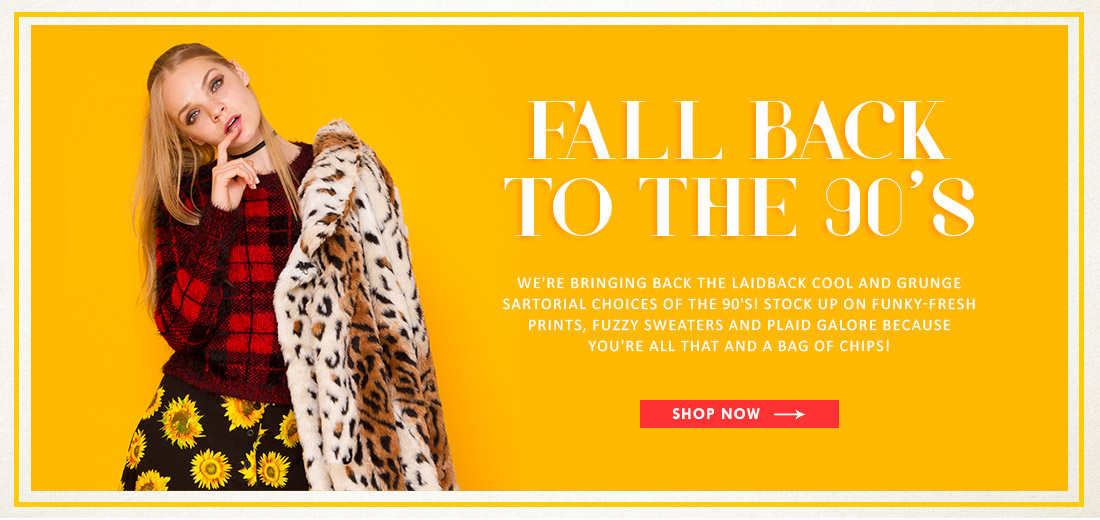 FALL BACK
TO THE 90'S
WE'RE BRINGING BACK THE LAIDBACK COOL AND GRUNGE
SARTORIAL CHOICES OF THE 90'S! STOCK UP ON FUNKY-FRESH
PRINTS, FUZZY SWEATERS AND PLAID GALORE BECAUSE
YOU'RE ALL THAT AND A BAG OF CHIPS!
SHOP NOW